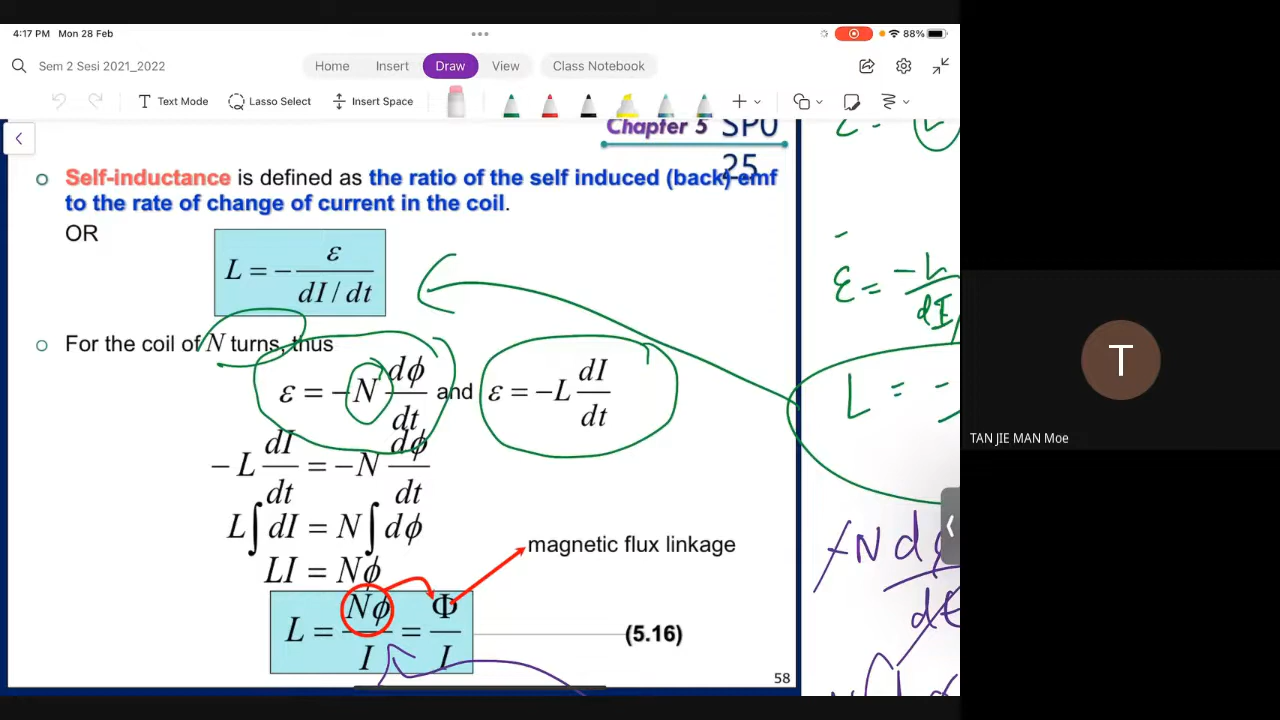 4:17 PM Mon 28 Feb
88%
Sem 2 Sesi 2021_2022
Home Insert Draw View Class Notebook
Text Mode Lasso Select Insert Space
Chapter 5 SP025
Self-inductance is defined as the ratio of the self induced (back) emf
to the rate of change of current in the coil.
OR
L = − ε / (dI / dt)
For the coil of N turns, thus
ε = −N dϕ/dt and ε = −L dI/dt
−L dI/dt = −N dϕ/dt
L∫dI = N∫dϕ
LI = Nϕ
magnetic flux linkage
L = Nϕ/I = Φ/I
(5.16)
58
ε = −L/dI/
L = −
N d
dt
T
TAN JIE MAN Moe